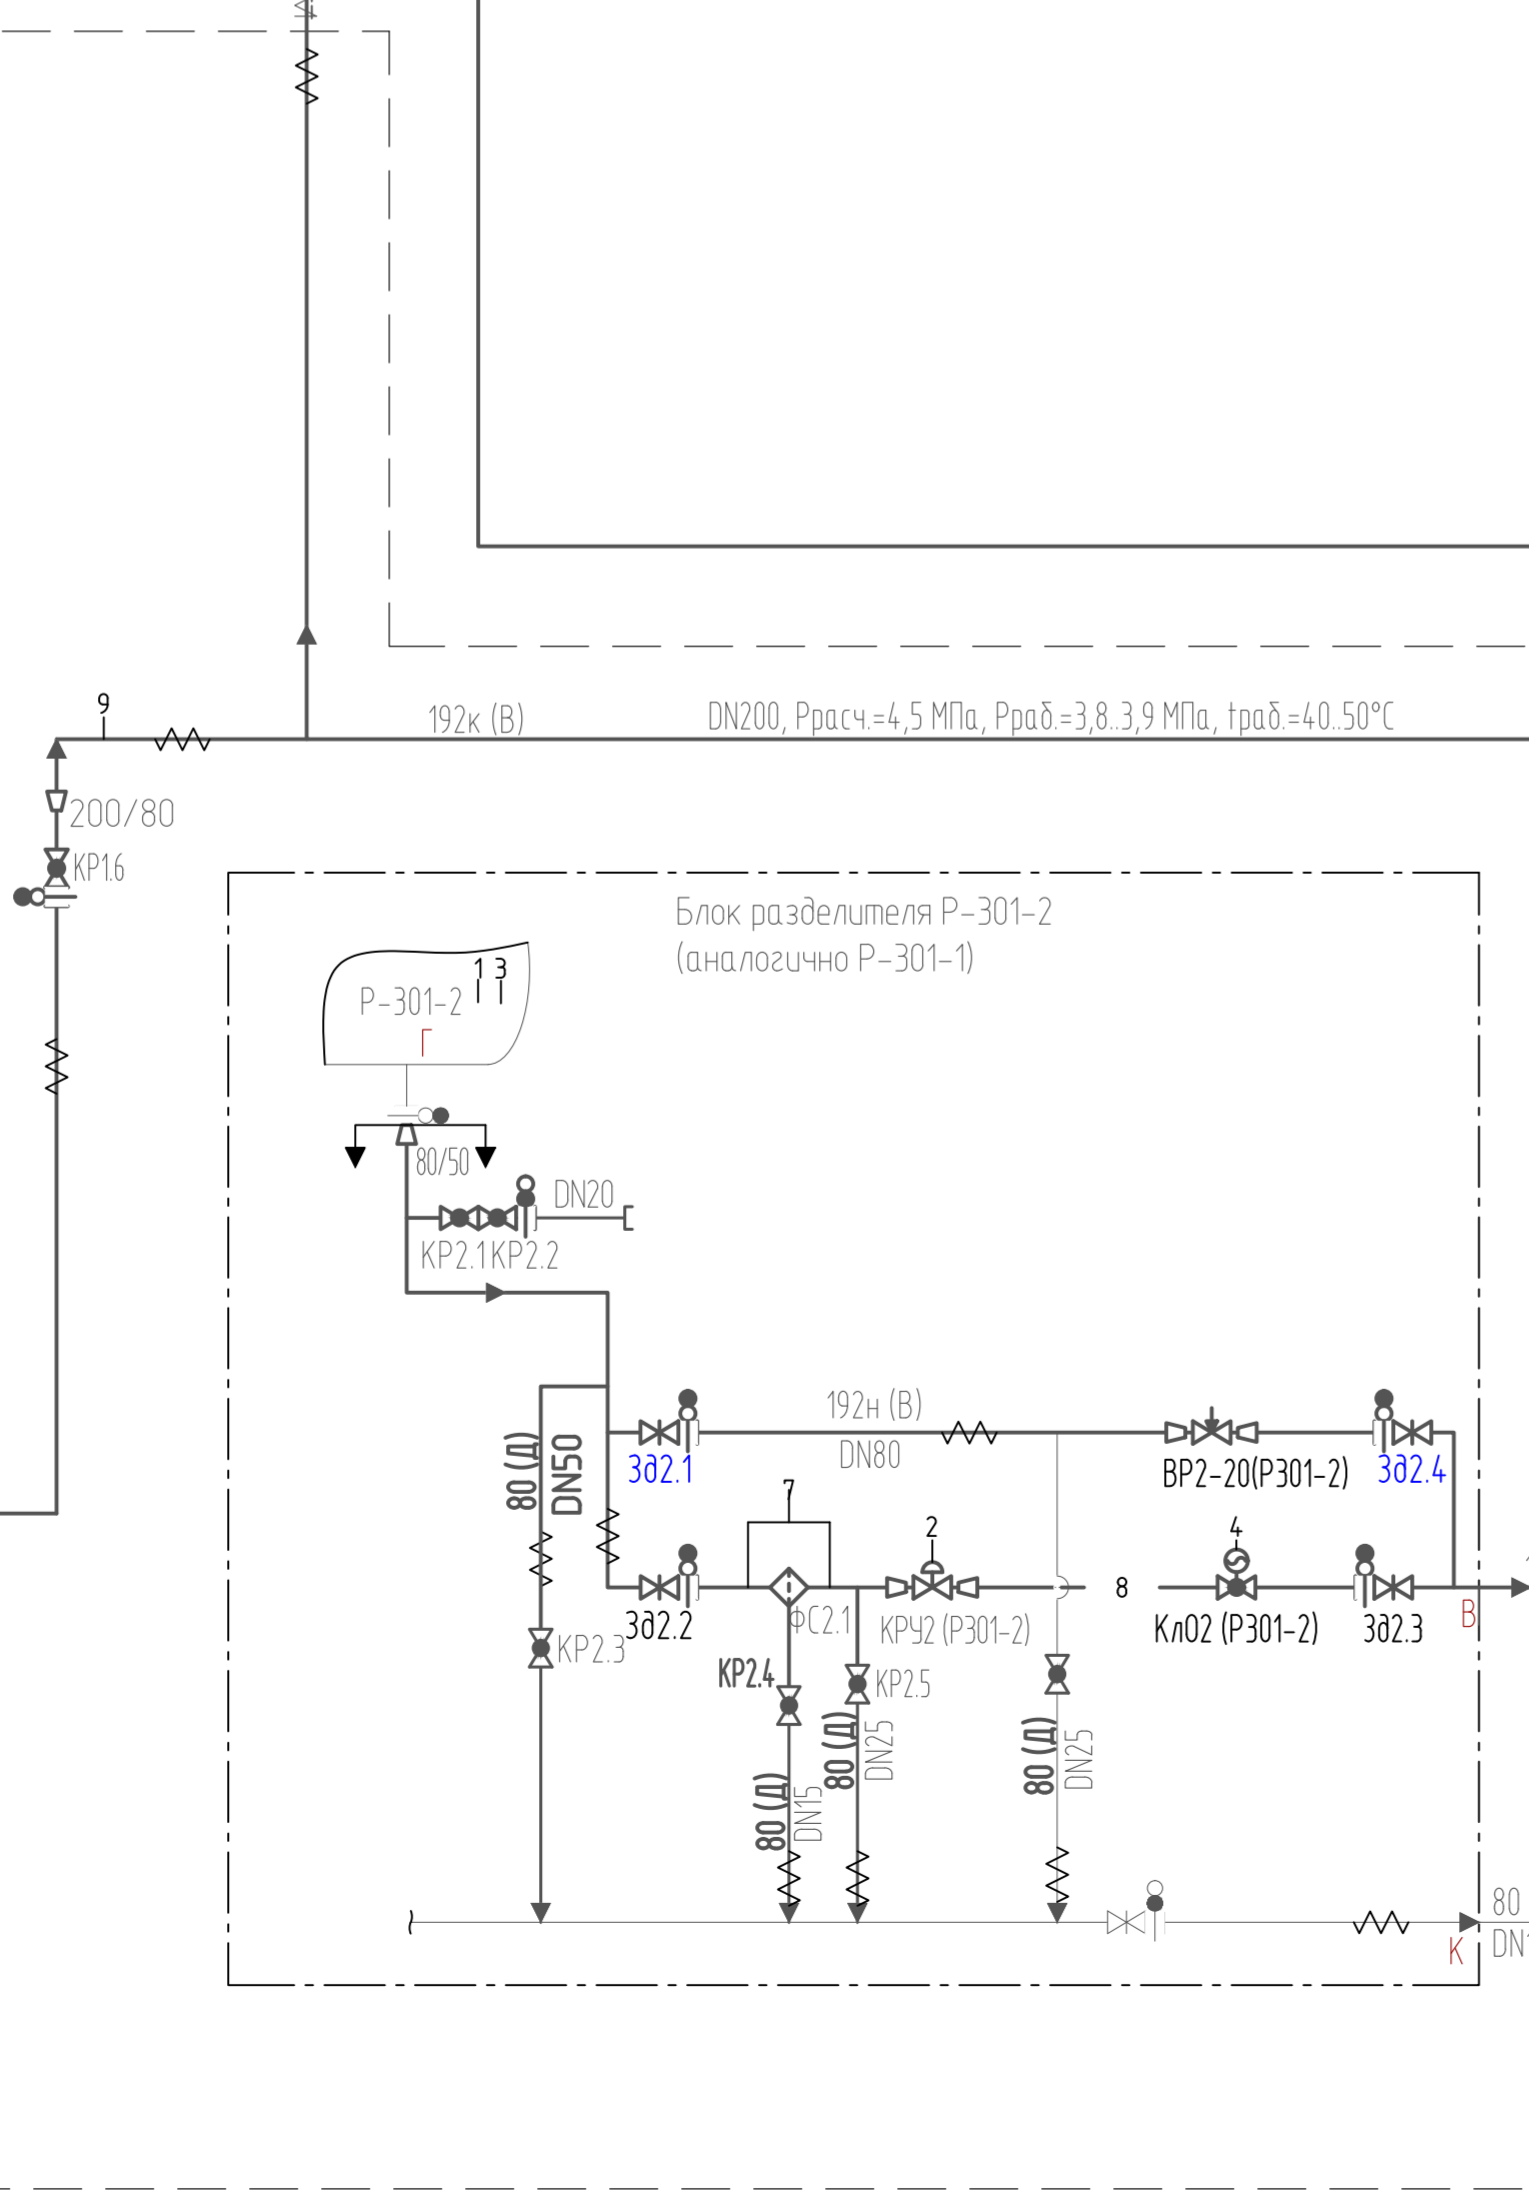 9
192к (В)
DN200, Ррасч.=4,5 МПа, Рраб.=3,8..3,9 МПа, tраб.=40..50°С
200/80
КР1.6
Блок разделителя Р-301-2
(аналогично Р-301-1)
1 3
Р-301-2
Г
80/50
DN20
КР2.1 КР2.2
192н (В)
DN80
80 (Д)
DN50
Зд2.1
ВР2-20(Р301-2)
Зд2.4
7
2
4
8
ФС2.1
Зд2.2
КРУ2 (Р301-2)
КлО2 (Р301-2)
Зд2.3
В
КР2.3
КР2.4
КР2.5
80 (Д)
DN15
80 (Д)
DN25
80 (Д)
DN25
80
К